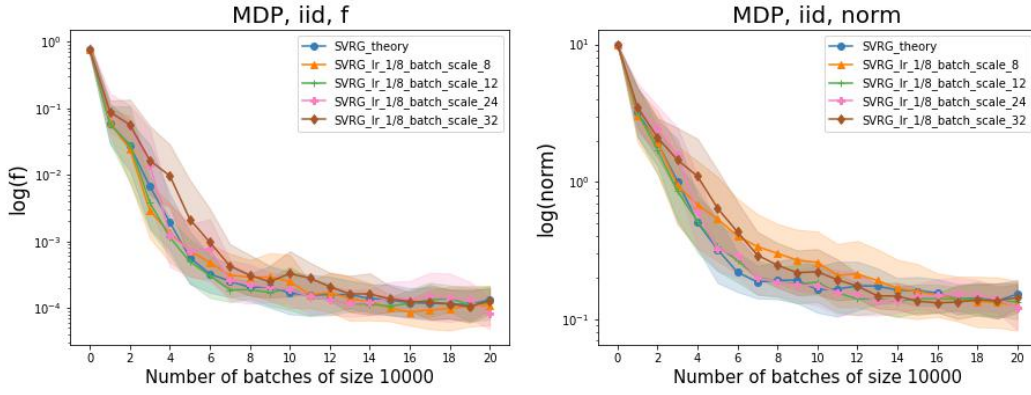 MDP, iid, f
log(f)
10⁰
10⁻¹
10⁻²
10⁻³
10⁻⁴
SVRG_theory
SVRG_lr_1/8_batch_scale_8
SVRG_lr_1/8_batch_scale_12
SVRG_lr_1/8_batch_scale_24
SVRG_lr_1/8_batch_scale_32
0 2 4 6 8 10 12 14 16 18 20
Number of batches of size 10000
MDP, iid, norm
log(norm)
10¹
10⁰
10⁻¹
SVRG_theory
SVRG_lr_1/8_batch_scale_8
SVRG_lr_1/8_batch_scale_12
SVRG_lr_1/8_batch_scale_24
SVRG_lr_1/8_batch_scale_32
0 2 4 6 8 10 12 14 16 18 20
Number of batches of size 10000